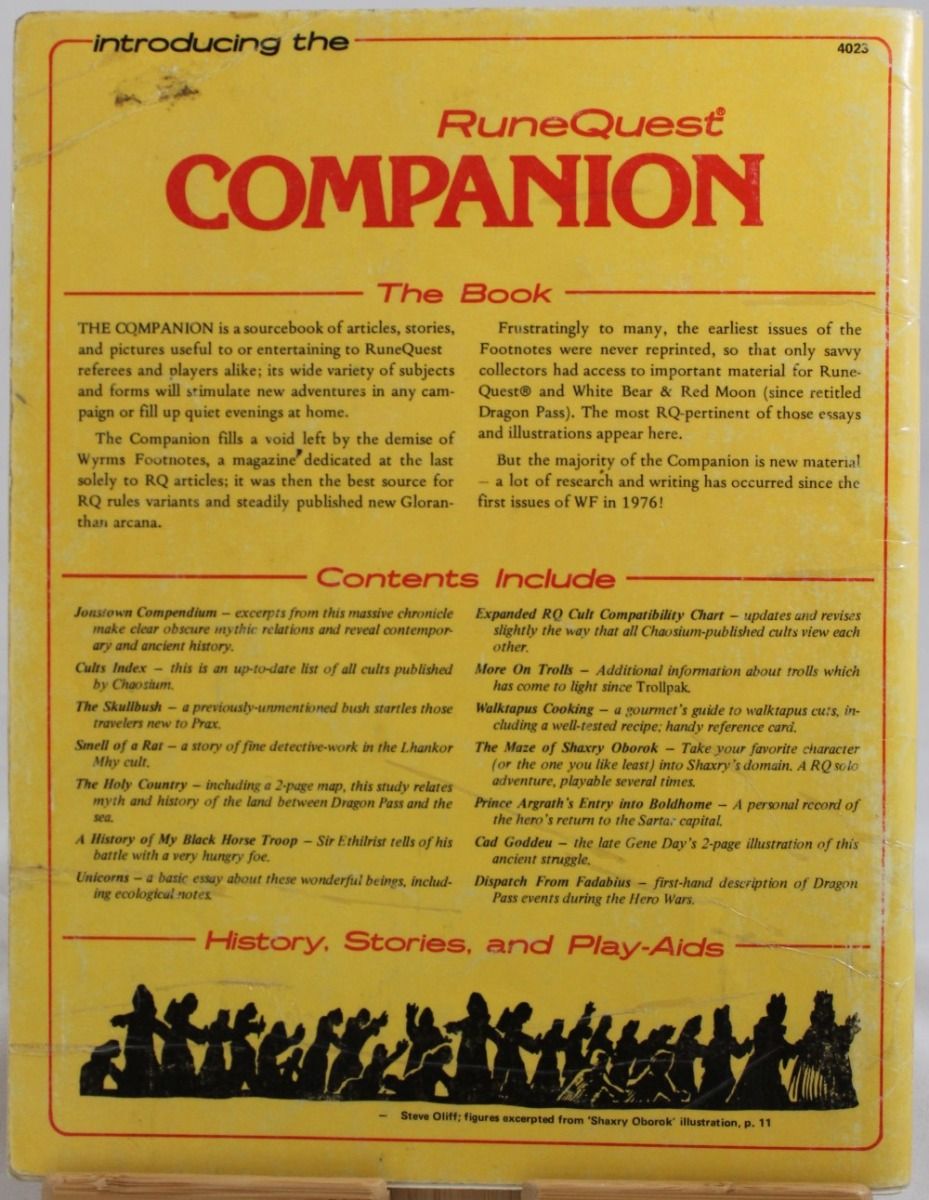 introducing the
4023
RuneQuest®
COMPANION
The Book
THE COMPANION is a sourcebook of articles, stories,
and pictures useful to or entertaining to RuneQuest
referees and players alike; its wide variety of subjects
and forms will stimulate new adventures in any cam-
paign or fill up quiet evenings at home.
The Companion fills a void left by the demise of
Wyrms Footnotes, a magazine dedicated at the last
solely to RQ articles; it was then the best source for
RQ rules variants and steadily published new Gloran-
than arcana.
Frustratingly to many, the earliest issues of the
Footnotes were never reprinted, so that only savvy
collectors had access to important material for Rune-
Quest® and White Bear & Red Moon (since retitled
Dragon Pass). The most RQ-pertinent of those essays
and illustrations appear here.
But the majority of the Companion is new material
— a lot of research and writing has occurred since the
first issues of WF in 1976!
Contents Include
Jonstown Compendium — excerpts from this massive chronicle
make clear obscure mythic relations and reveal contempor-
ary and ancient history.
Cults Index — this is an up-to-date list of all cults published
by Chaosium.
The Skullbush — a previously-unmentioned bush startles those
travelers new to Prax.
Smell of a Rat — a story of fine detective-work in the Lhankor
Mhy cult.
The Holy Country — including a 2-page map, this study relates
myth and history of the land between Dragon Pass and the
sea.
A History of My Black Horse Troop — Sir Ethilrist tells of his
battle with a very hungry foe.
Unicorns — a basic essay about these wonderful beings, includ-
ing ecological notes.
Expanded RQ Cult Compatibility Chart — updates and revises
slightly the way that all Chaosium-published cults view each
other.
More On Trolls — Additional information about trolls which
has come to light since Trollpak.
Walktapus Cooking — a gourmet's guide to walktapus cuts, in-
cluding a well-tested recipe; handy reference card.
The Maze of Shaxry Oborok — Take your favorite character
(or the one you like least) into Shaxry's domain. A RQ solo
adventure, playable several times.
Prince Argrath's Entry into Boldhome — A personal record of
the hero's return to the Sartar capital.
Cad Goddeu — the late Gene Day's 2-page illustration of this
ancient struggle.
Dispatch From Fadabius — first-hand description of Dragon
Pass events during the Hero Wars.
History, Stories, and Play-Aids
— Steve Oliff; figures excerpted from 'Shaxry Oborok' illustration, p. 11